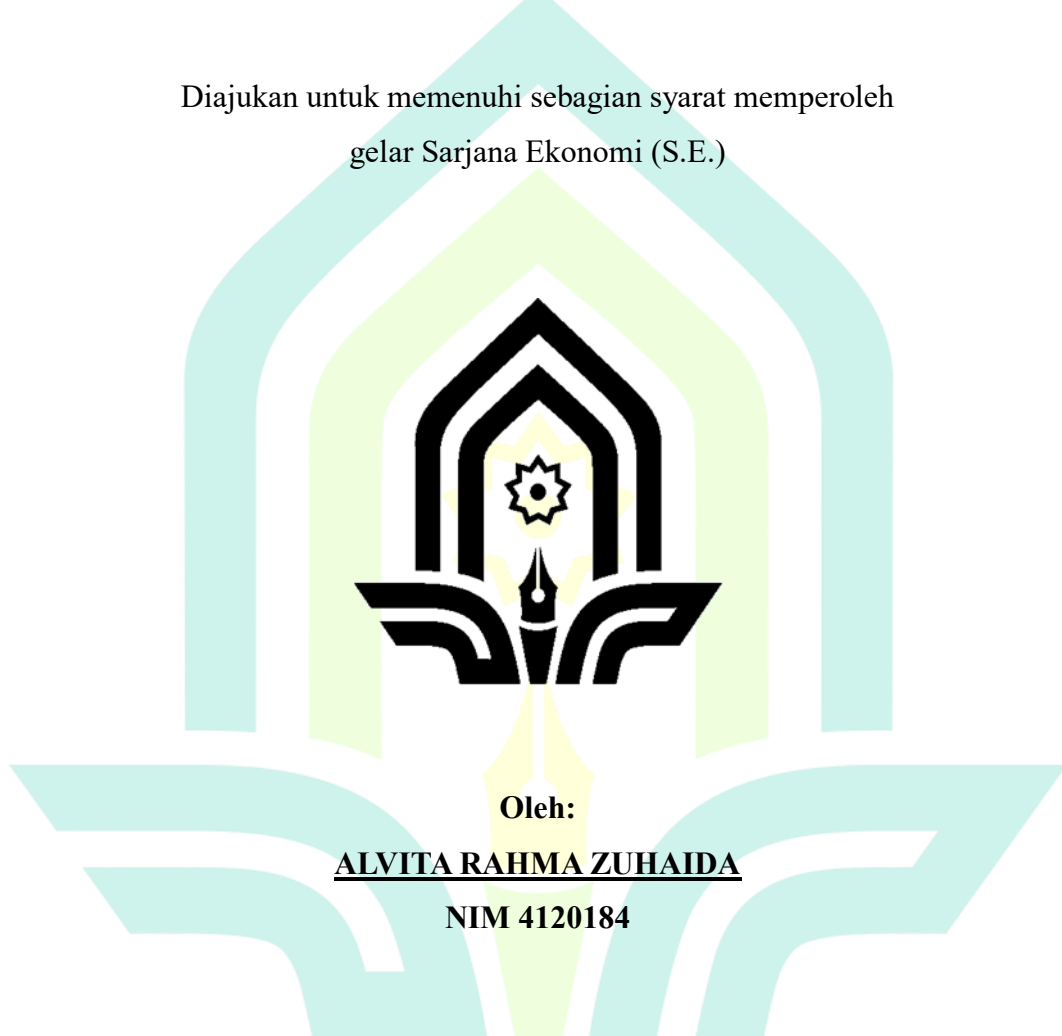 Diajukan untuk memenuhi sebagian syarat memperoleh
gelar Sarjana Ekonomi (S.E.)
Oleh:
ALVITA RAHMA ZUHAIDA
NIM 4120184